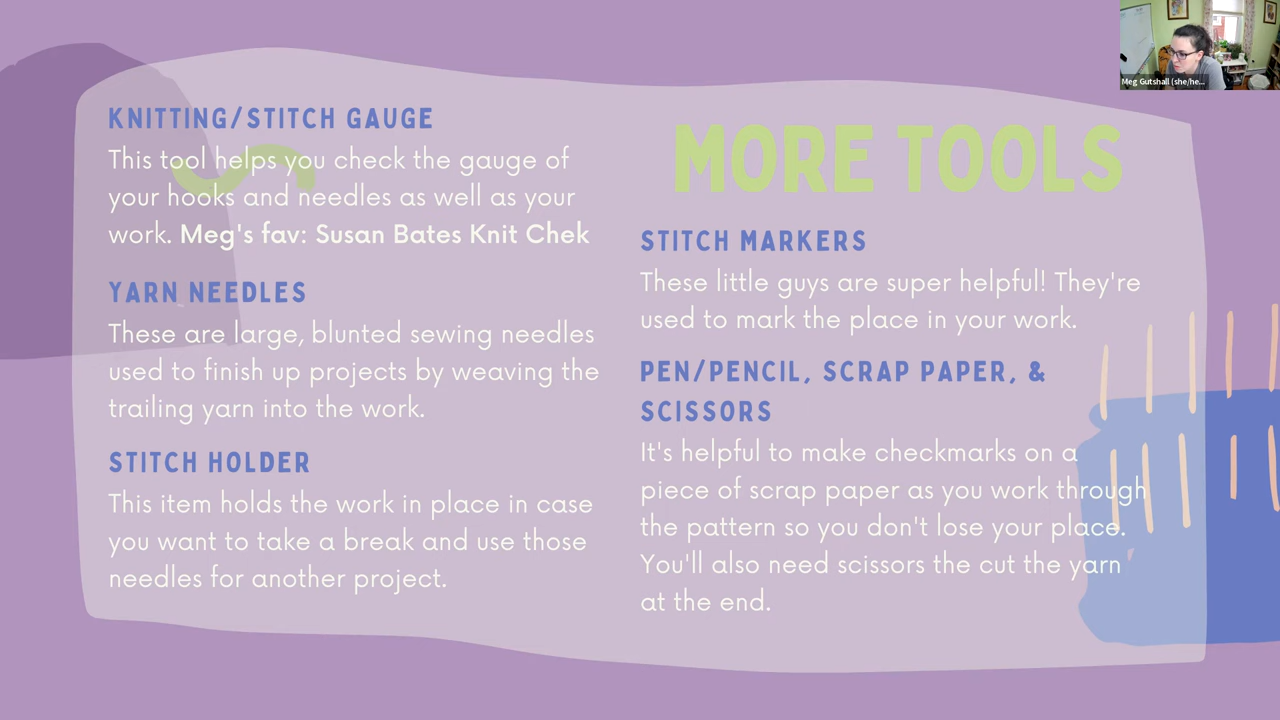 KNITTING/STITCH GAUGE
This tool helps you check the gauge of
your hooks and needles as well as your
work. Meg's fav: Susan Bates Knit Chek
YARN NEEDLES
These are large, blunted sewing needles
used to finish up projects by weaving the
trailing yarn into the work.
STITCH HOLDER
This item holds the work in place in case
you want to take a break and use those
needles for another project.
MORE TOOLS
STITCH MARKERS
These little guys are super helpful! They're
used to mark the place in your work.
PEN/PENCIL, SCRAP PAPER, &
SCISSORS
It's helpful to make checkmarks on a
piece of scrap paper as you work through
the pattern so you don't lose your place.
You'll also need scissors the cut the yarn
at the end.
Meg Gutshall (she/he...